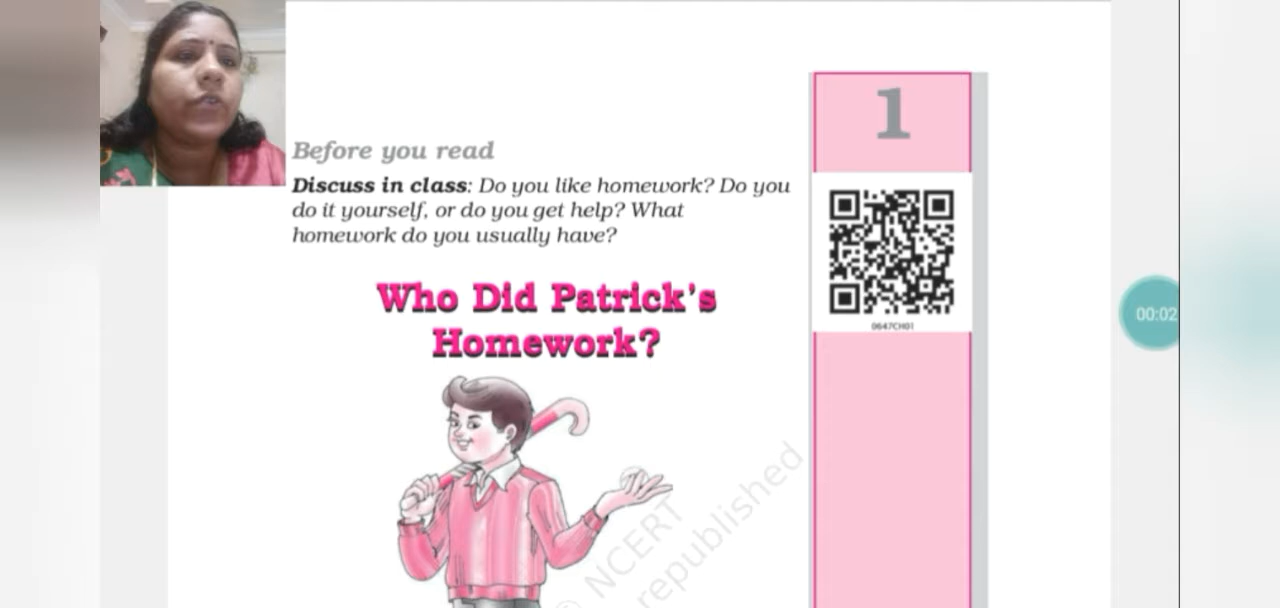 1
Before you read
Discuss in class: Do you like homework? Do you
do it yourself, or do you get help? What
homework do you usually have?
0647CH01
Who Did Patrick's
Homework?
00:02
© NCERT
republished